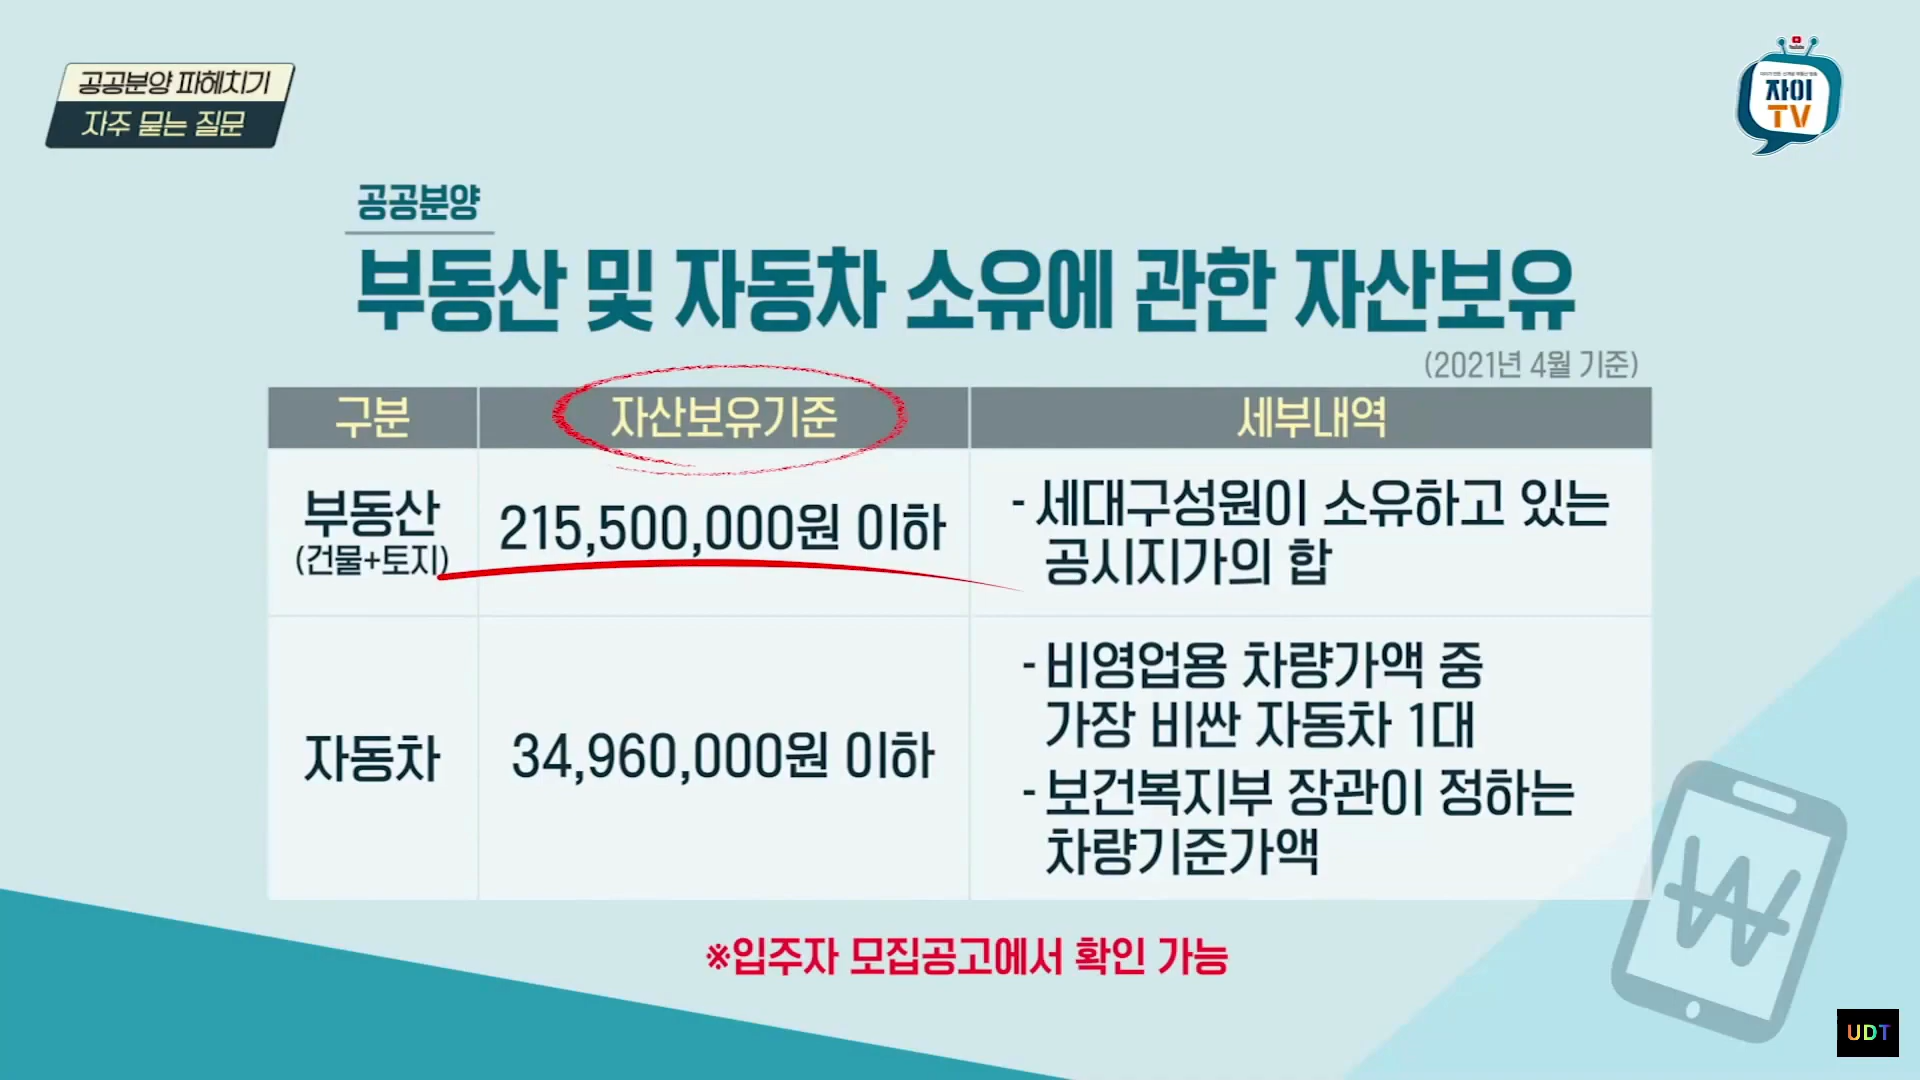 공공분양 파헤치기
자주 묻는 질문
자이
TV
공공분양
부동산 및 자동차 소유에 관한 자산보유
(2021년 4월 기준)
구분
자산보유기준
세부내역
부동산
(건물+토지)
215,500,000원 이하
- 세대구성원이 소유하고 있는
공시지가의 합
자동차
34,960,000원 이하
- 비영업용 차량가액 중
가장 비싼 자동차 1대
- 보건복지부 장관이 정하는
차량기준가액
※입주자 모집공고에서 확인 가능
UDT